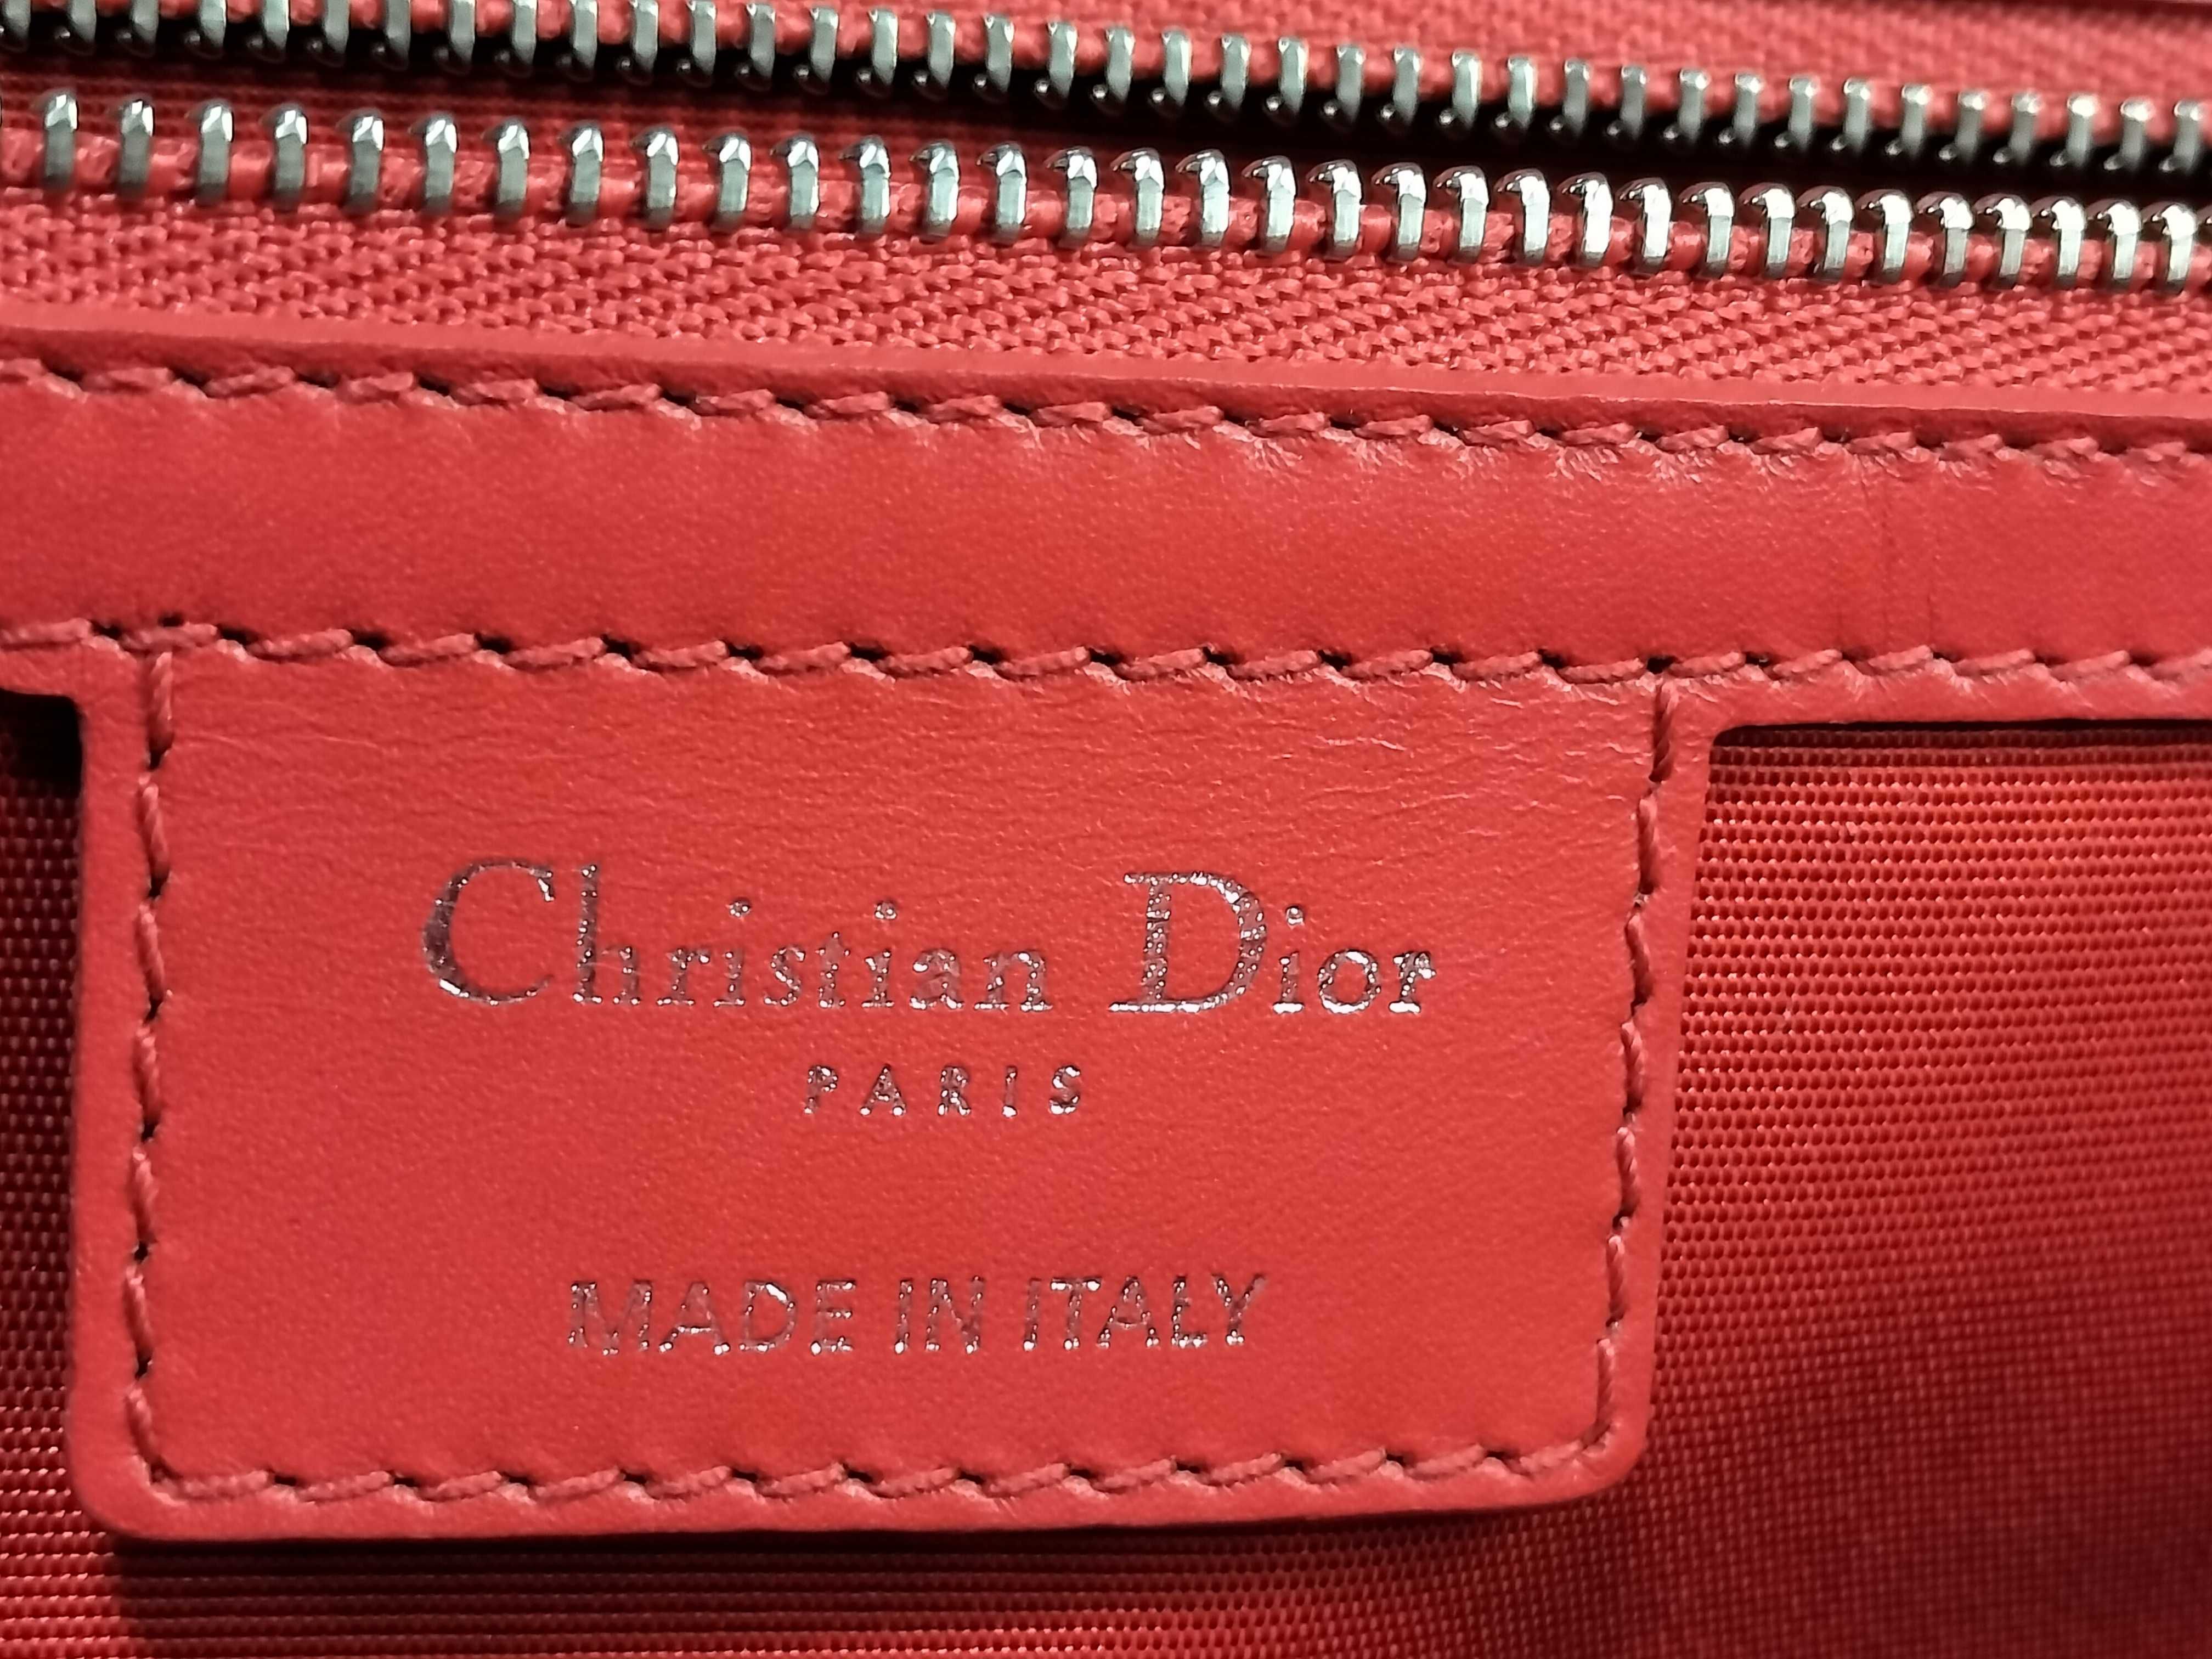 Christian Dior
PARIS
MADE IN ITALY